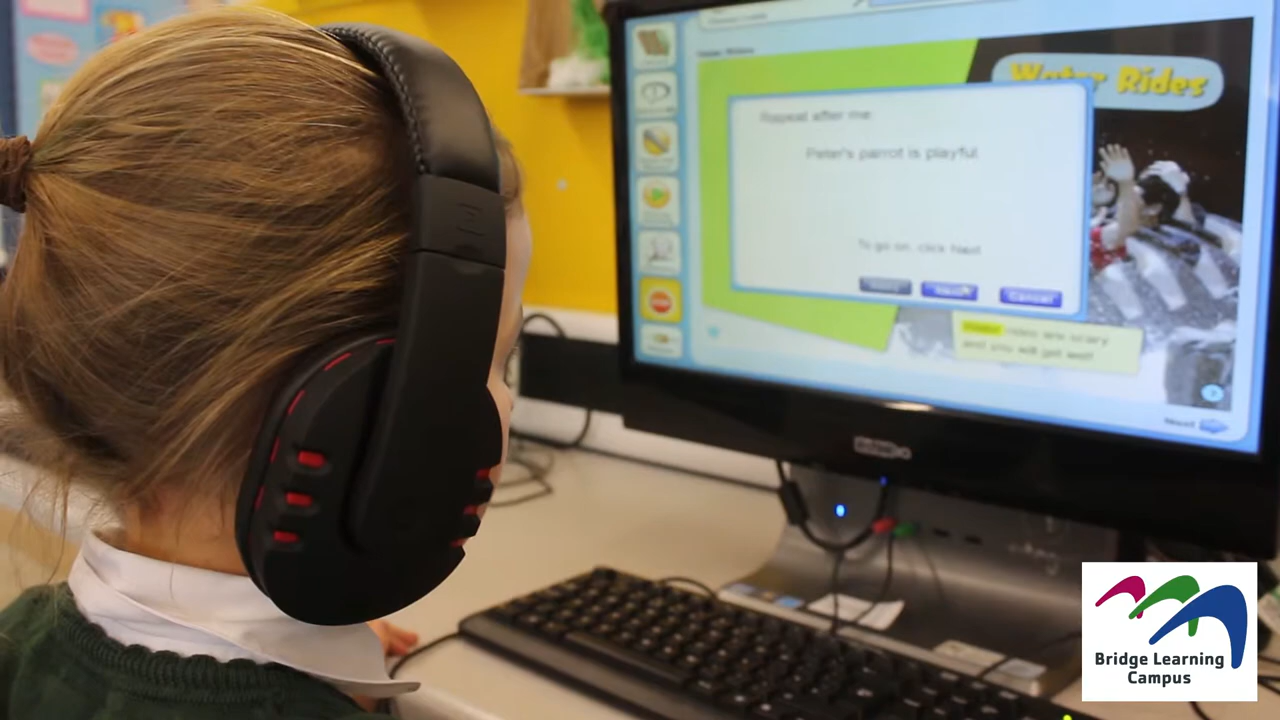 Water Rides
Repeat after me
Peter's parrot is playful
To go on, click Next
Next
Cancel
rides are scary
and you will get wet!
Next
Bridge Learning
Campus